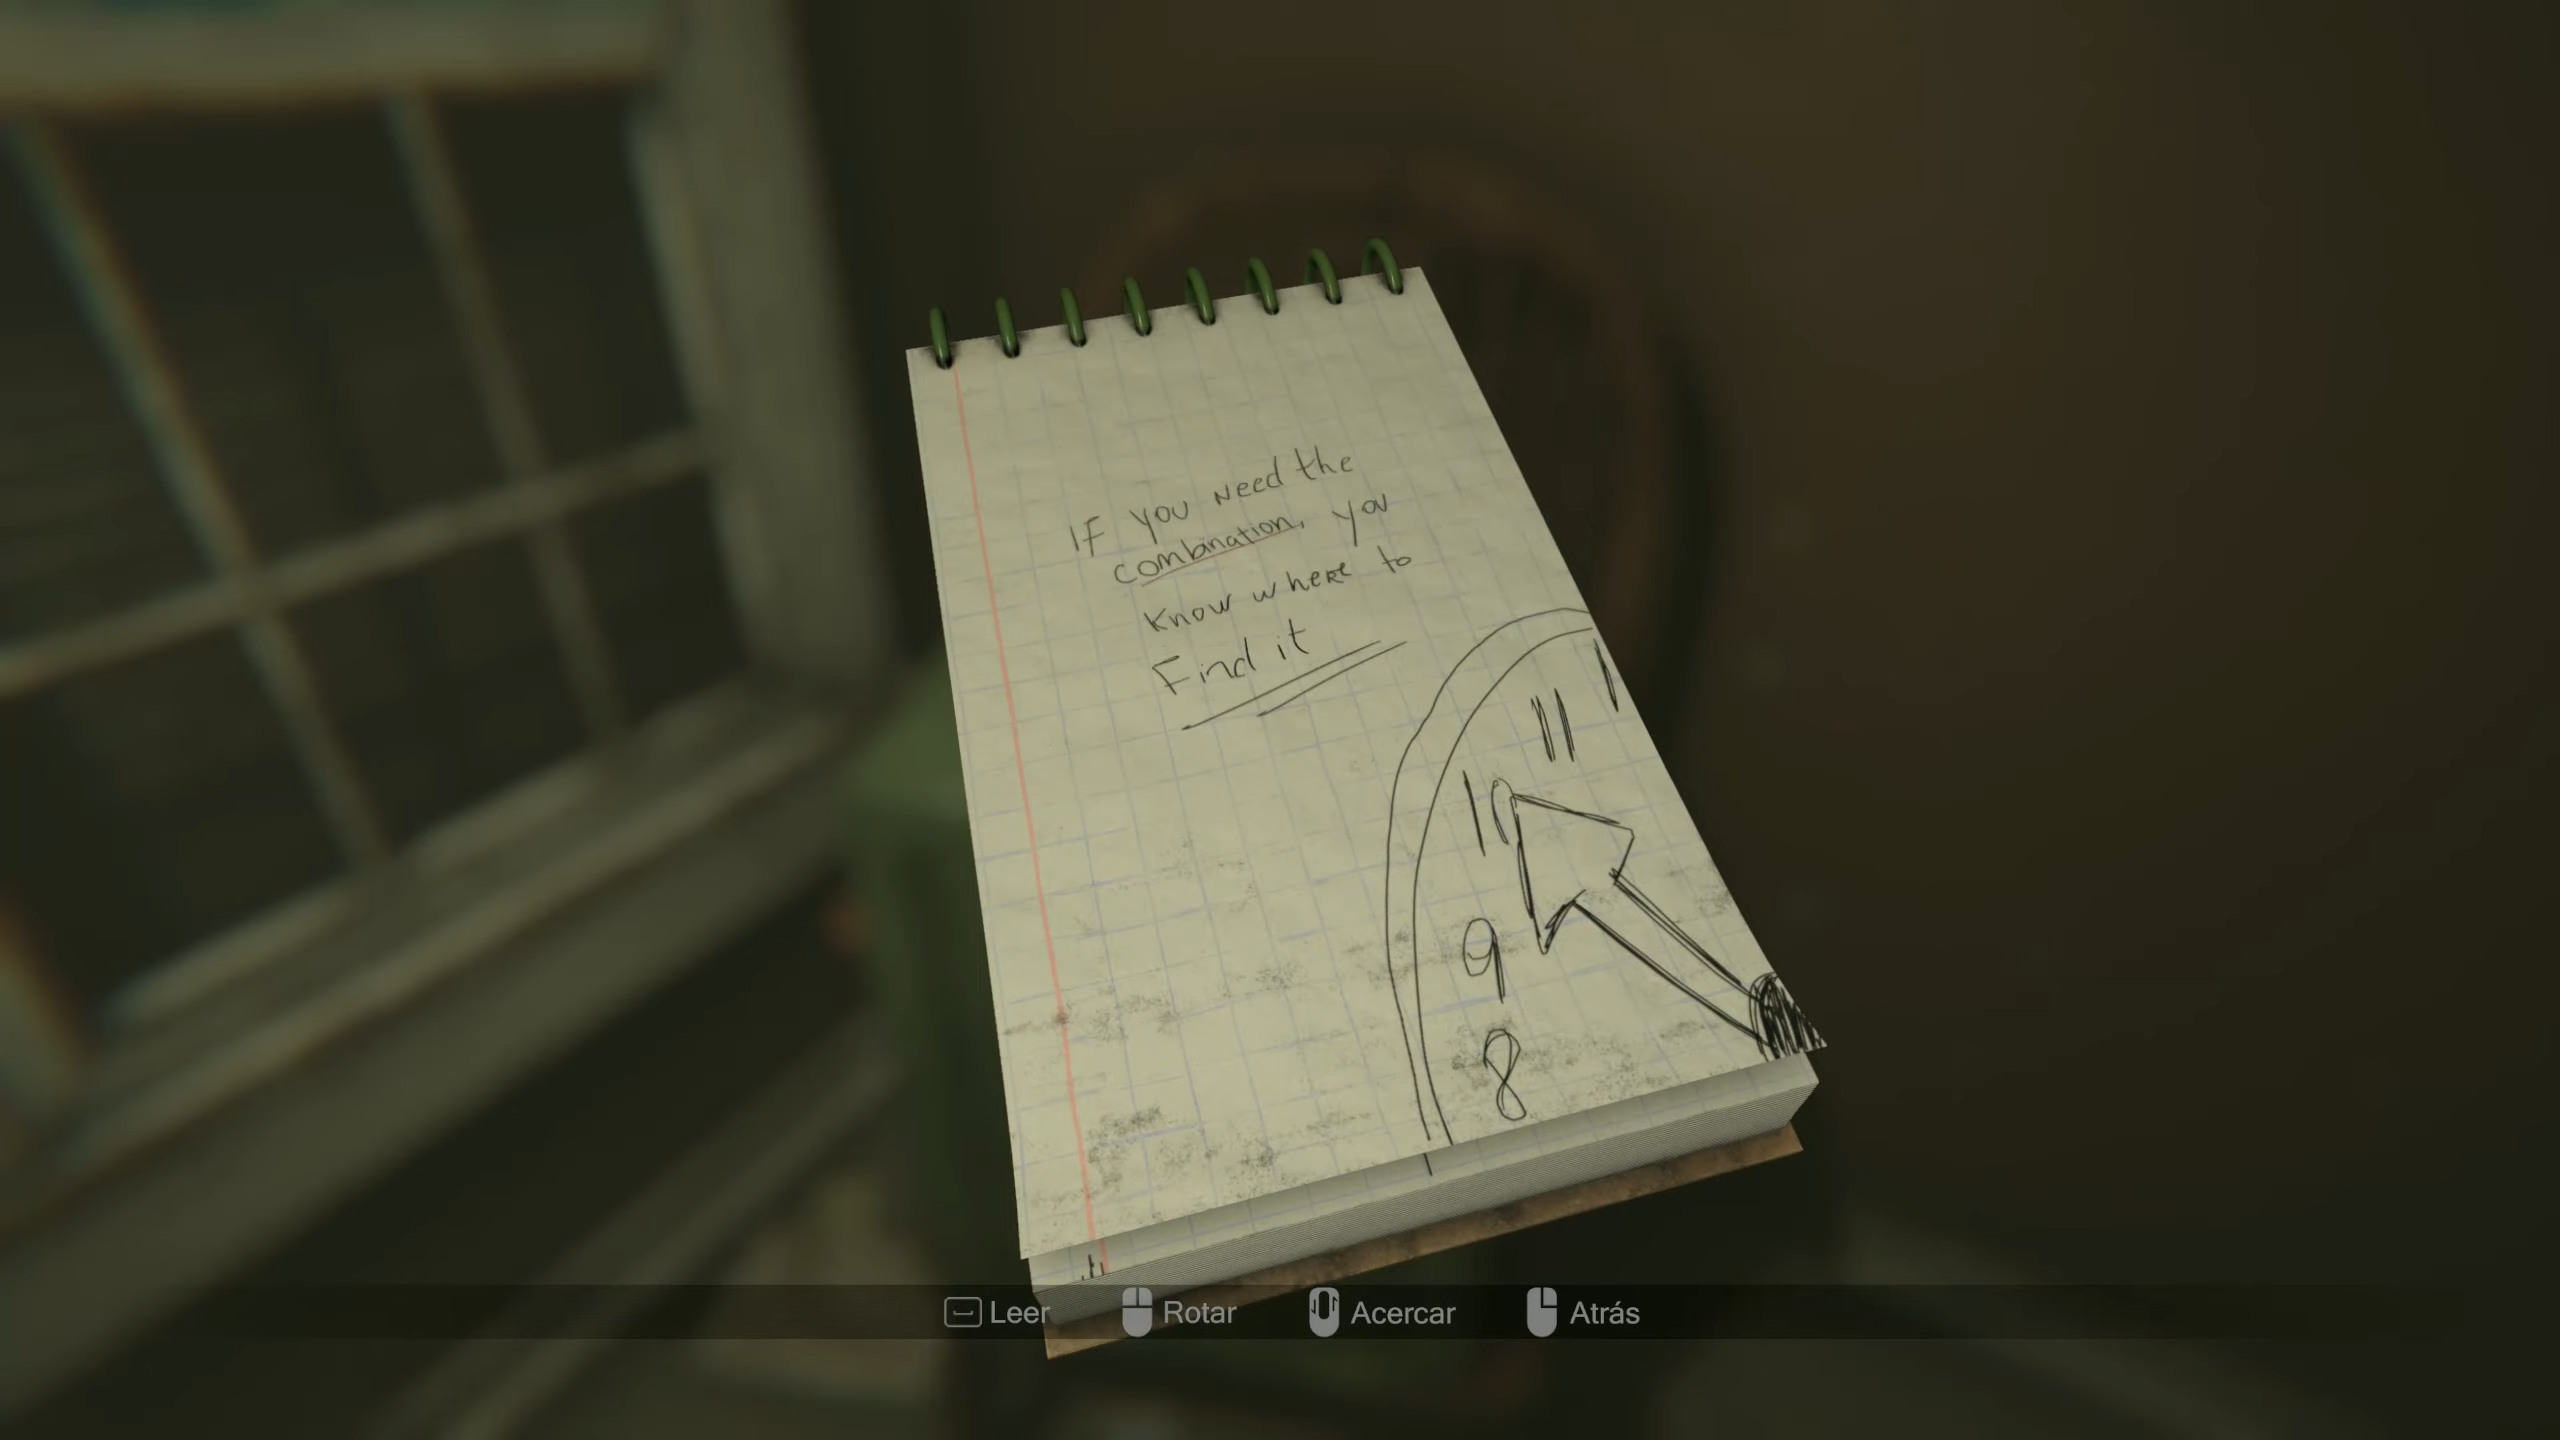 IF you need the
combination, you
know where to
Find it
1
11
10
9
8
Leer Rotar Acercar Atrás